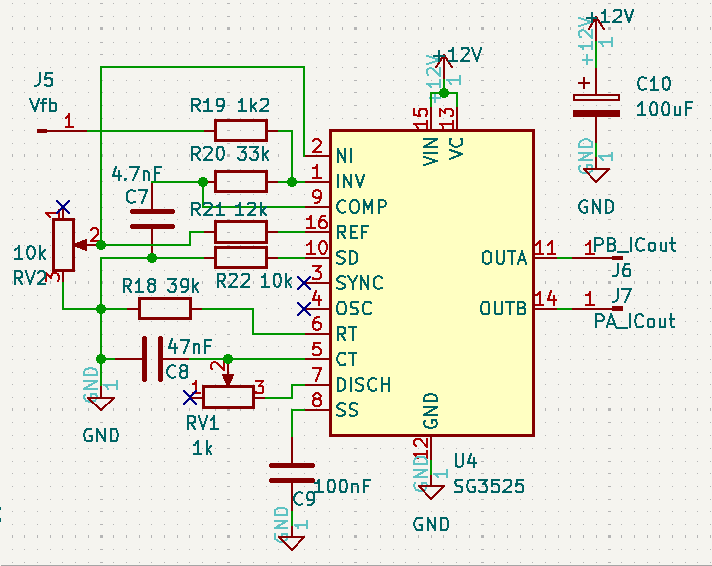 +12V
+12V
1
+12V
+12V
1
J5
Vfb
1
R19 1k2
15
13
+
C10
100uF
VIN
VC
2
NI
R20 33k
1
INV
GND
1
GND
4.7nF
C7
9
COMP
R21 12k
16
REF
1
2
3
10k
RV2
10
SD
R22 10k
OUTA
11
1
PB_ICout
J6
3
SYNC
R18 39k
4
OSC
OUTB
14
1
J7
PA_ICout
6
RT
47nF
C8
5
CT
2
1
3
RV1
1k
7
DISCH
8
SS
GND
1
GND
GND
12
GND
1
GND
U4
SG3525
100nF
C9
GND
1